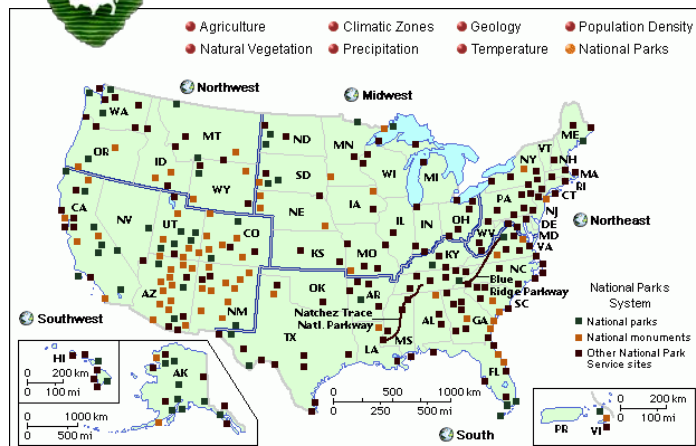 Agriculture
Climatic Zones
Geology
Population Density
Natural Vegetation
Precipitation
Temperature
National Parks
Northwest
Midwest
WA
MT
ND
MN
ME
VT
OR
ID
SD
WI
MI
NY
NH
MA
RI
CT
WY
NE
IA
PA
CA
NV
UT
CO
IL
IN
OH
NJ
DE
MD
Northeast
WV
VA
KS
MO
KY
NC
AZ
NM
OK
AR
Blue
Ridge Parkway
SC
Natchez Trace
Natl. Parkway
AL
GA
TX
LA
MS
FL
National Parks
System
National parks
National monuments
Other National Park
Service sites
Southwest
HI
0 200 km
0 100 mi
AK
0 1000 km
0 500 mi
0 500 1000 km
0 250 500 mi
South
PR
VI
0 200 km
0 100 mi